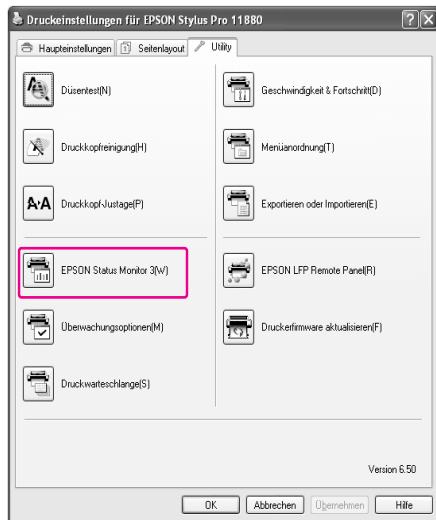 Druckeinstellungen für EPSON Stylus Pro 11880
Haupteinstellungen Seitenlayout Utility
Düsentest(N) Geschwindigkeit & Fortschritt(D)
Druckkopfreinigung(H) Menüanordnung(T)
A›A Druckkopf-Justage(P) Exportieren oder Importieren(E)
EPSON Status Monitor 3(W) EPSON LFP Remote Panel(R)
Überwachungsoptionen(M) Druckerfirmware aktualisieren(F)
Druckwarteschlange(S)
Version 6.50
OK Abbrechen Übernehmen Hilfe